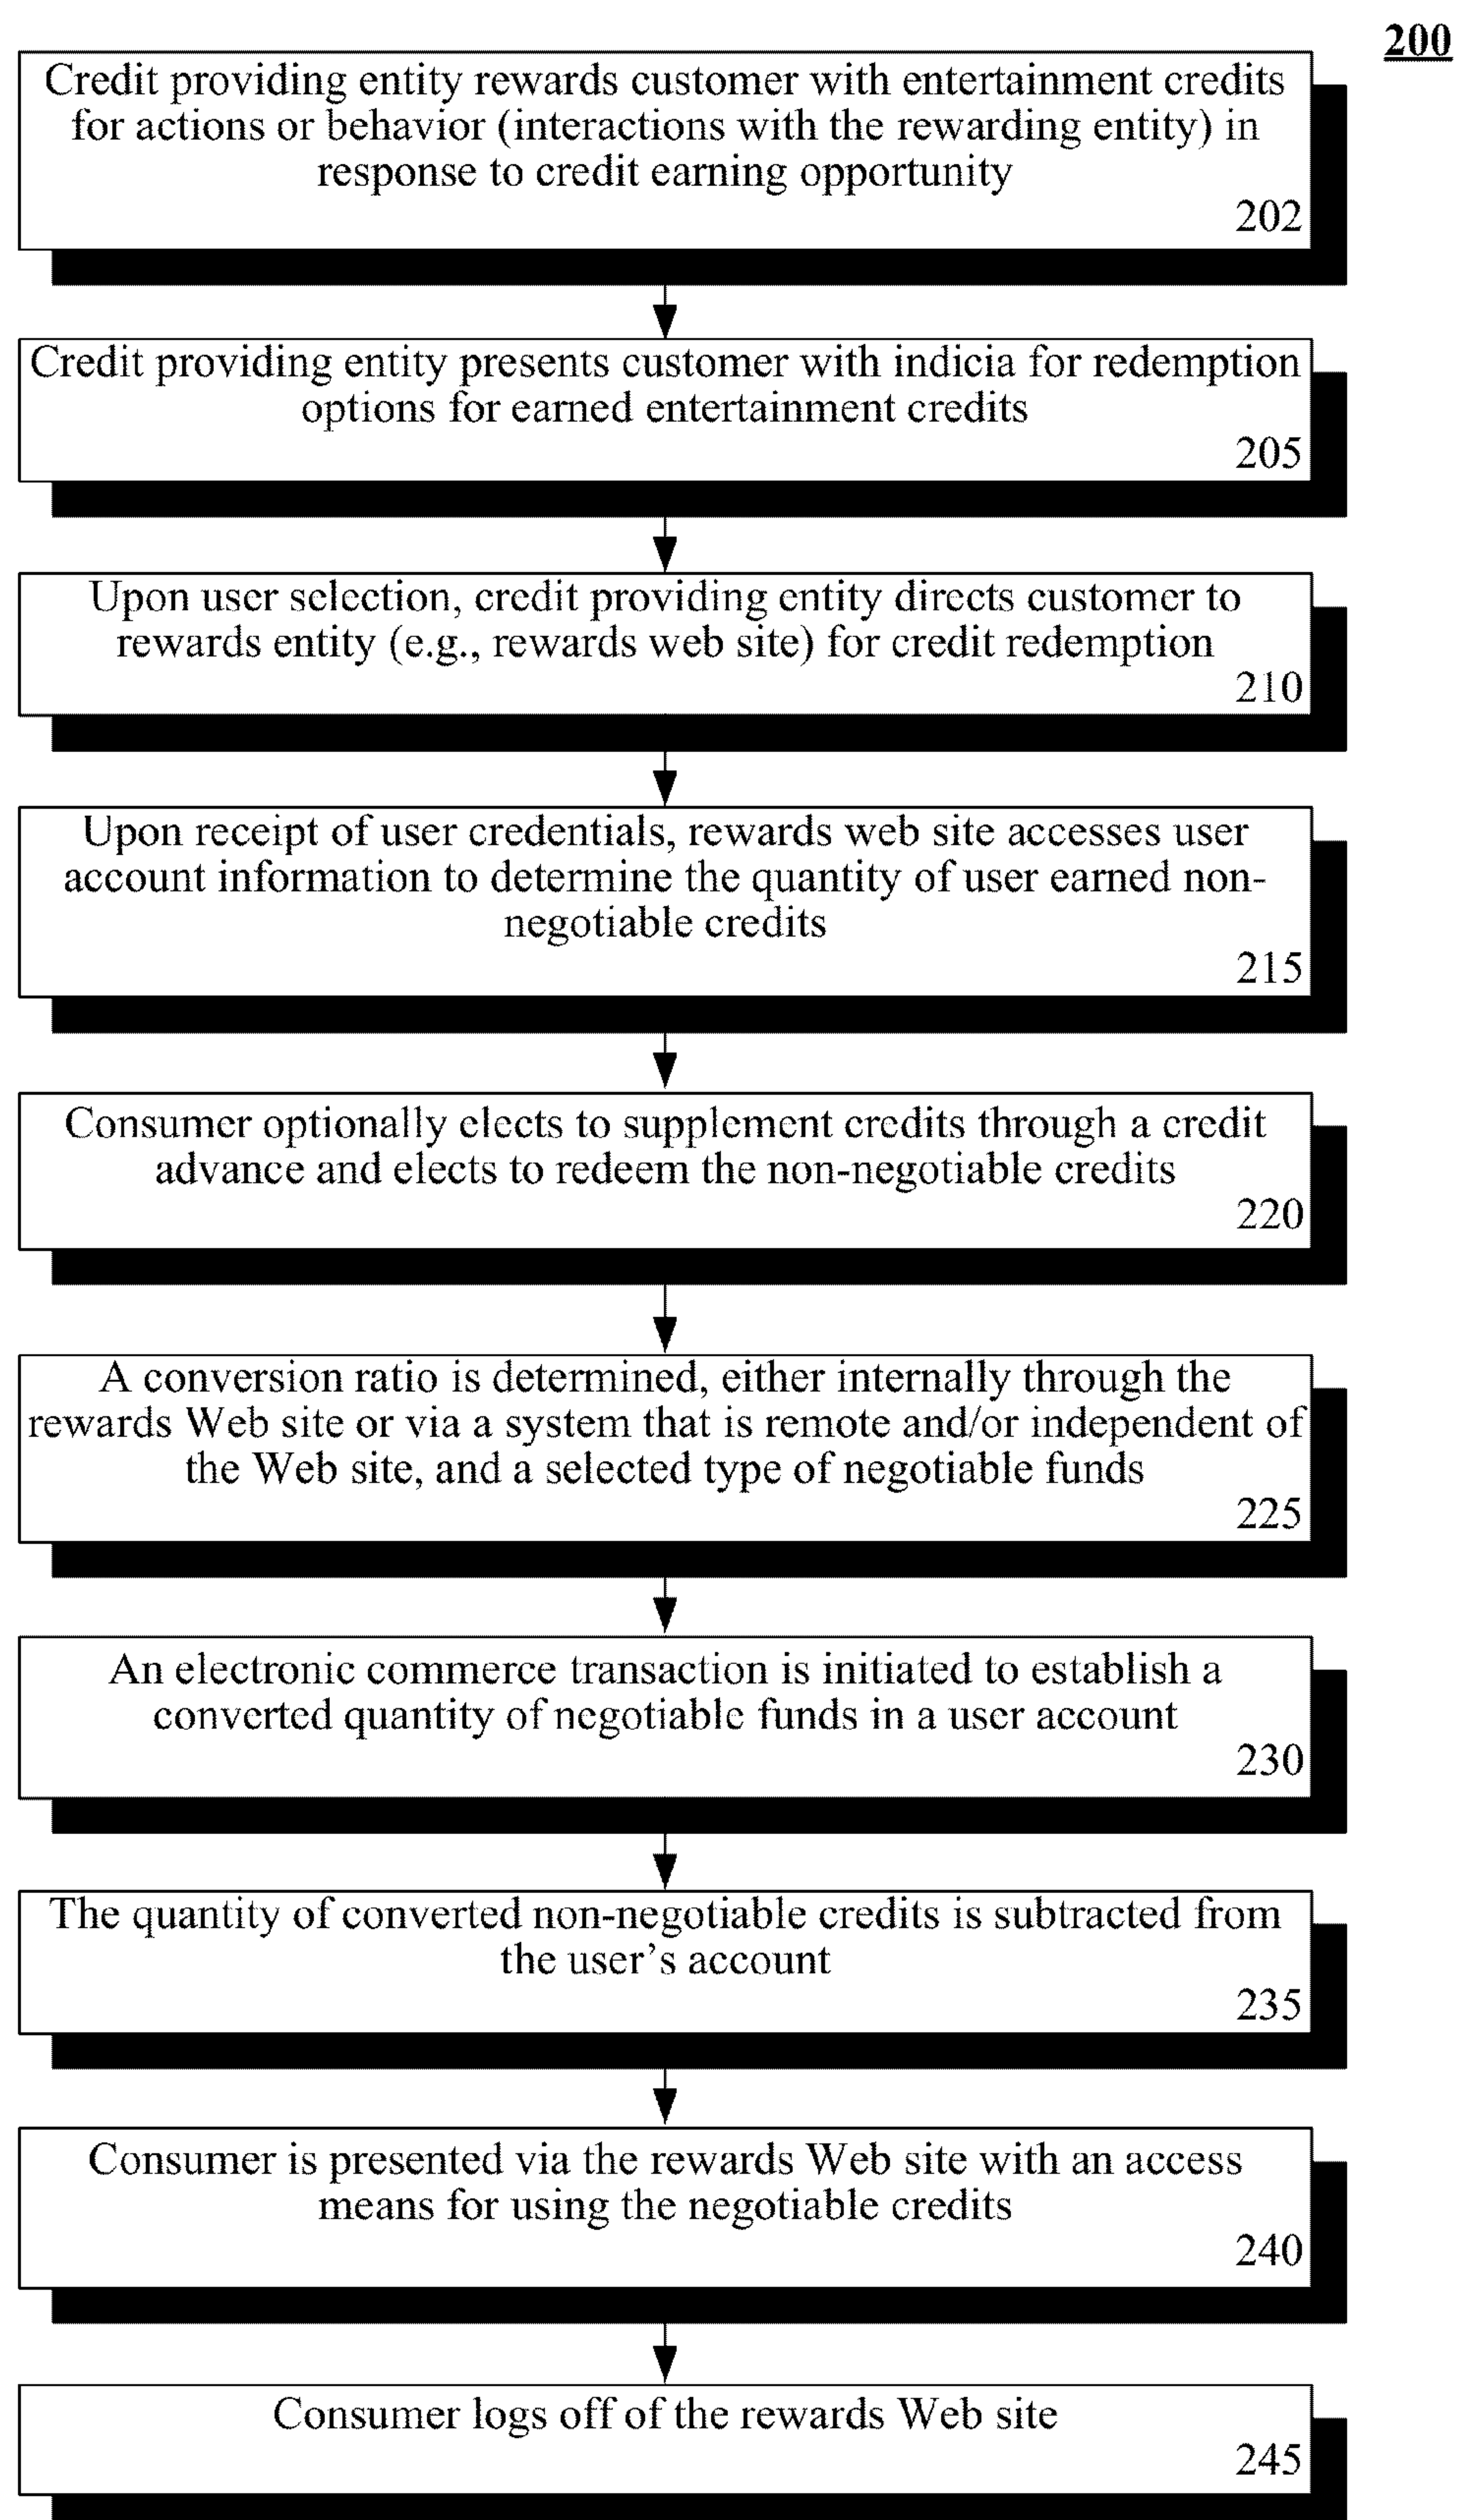 200
Credit providing entity rewards customer with entertainment credits
for actions or behavior (interactions with the rewarding entity) in
response to credit earning opportunity
202
Credit providing entity presents customer with indicia for redemption
options for earned entertainment credits
205
Upon user selection, credit providing entity directs customer to
rewards entity (e.g., rewards web site) for credit redemption
210
Upon receipt of user credentials, rewards web site accesses user
account information to determine the quantity of user earned non-
negotiable credits
215
Consumer optionally elects to supplement credits through a credit
advance and elects to redeem the non-negotiable credits
220
A conversion ratio is determined, either internally through the
rewards Web site or via a system that is remote and/or independent of
the Web site, and a selected type of negotiable funds
225
An electronic commerce transaction is initiated to establish a
converted quantity of negotiable funds in a user account
230
The quantity of converted non-negotiable credits is subtracted from
the user's account
235
Consumer is presented via the rewards Web site with an access
means for using the negotiable credits
240
Consumer logs off of the rewards Web site
245